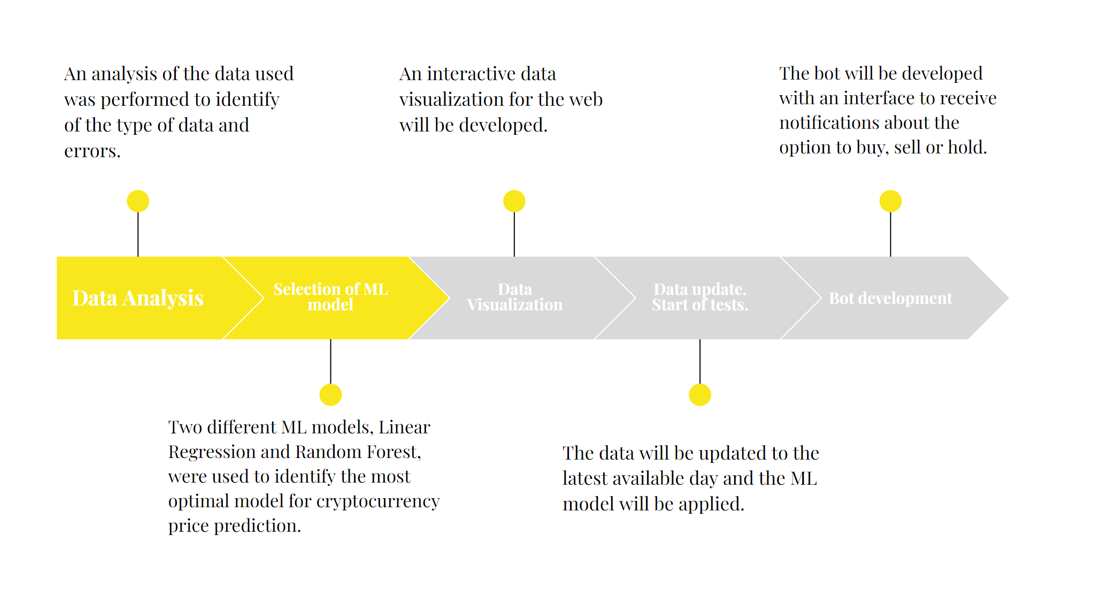 An analysis of the data used
was performed to identify
of the type of data and
errors.
An interactive data
visualization for the web
will be developed.
The bot will be developed
with an interface to receive
notifications about the
option to buy, sell or hold.
Data Analysis
Selection of ML
model
Data
Visualization
Data update.
Start of tests.
Bot development
Two different ML models, Linear
Regression and Random Forest,
were used to identify the most
optimal model for cryptocurrency
price prediction.
The data will be updated to the
latest available day and the ML
model will be applied.